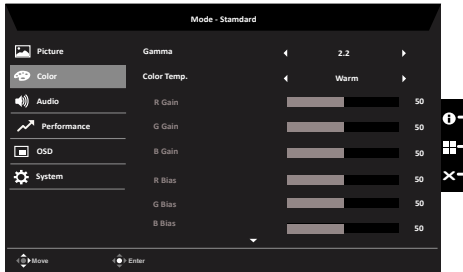 Mode - Standard
Picture
Gamma 2.2
Color
Color Temp. Warm
Audio
R Gain 50
Performance
G Gain 50
OSD
B Gain 50
System
R Bias 50
G Bias 50
B Bias 50
Move Enter